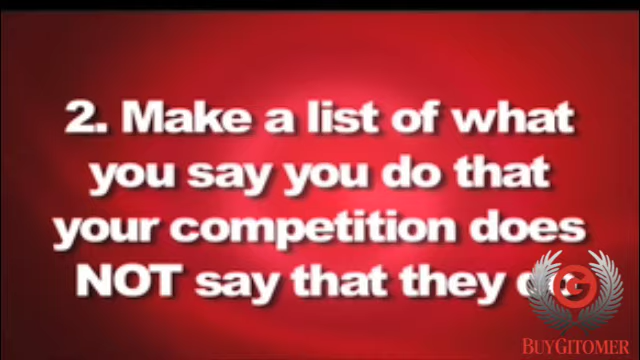 2. Make a list of what
you say you do that
your competition does
NOT say that they
G
BUYGITOMER